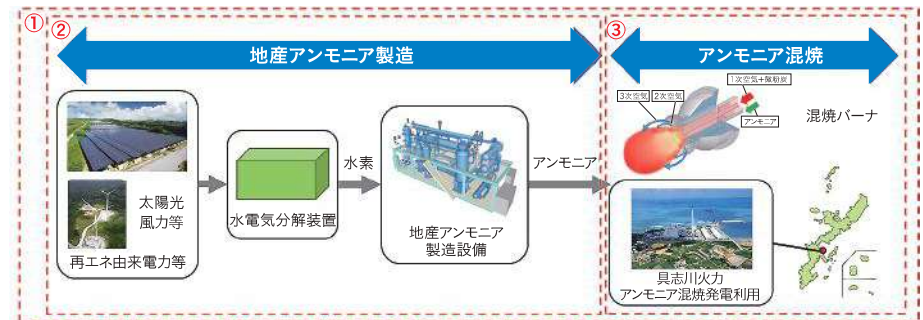 ① ② ③
地産アンモニア製造
アンモニア混焼
3次空気
2次空気
1次空気+微粉炭
アンモニア
混焼バーナ
太陽光
風力等
再エネ由来電力等
水電気分解装置
水素
地産アンモニア
製造設備
アンモニア
具志川火力
アンモニア混焼発電利用